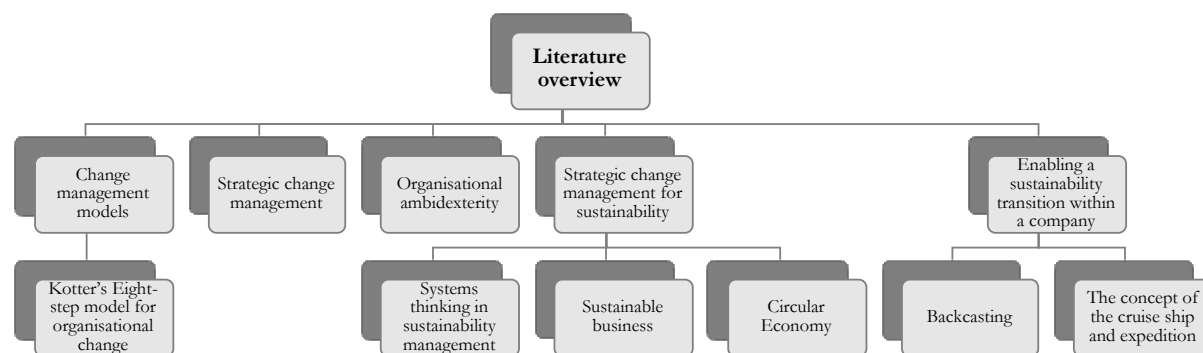 Literature
overview
Change
management
models
Strategic change
management
Organisational
ambidexterity
Strategic change
management for
sustainability
Enabling a
sustainability
transition within
a company
Kotter's Eight-
step model for
organisational
change
Systems
thinking in
sustainability
management
Sustainable
business
Circular
Economy
Backcasting
The concept of
the cruise ship
and expedition